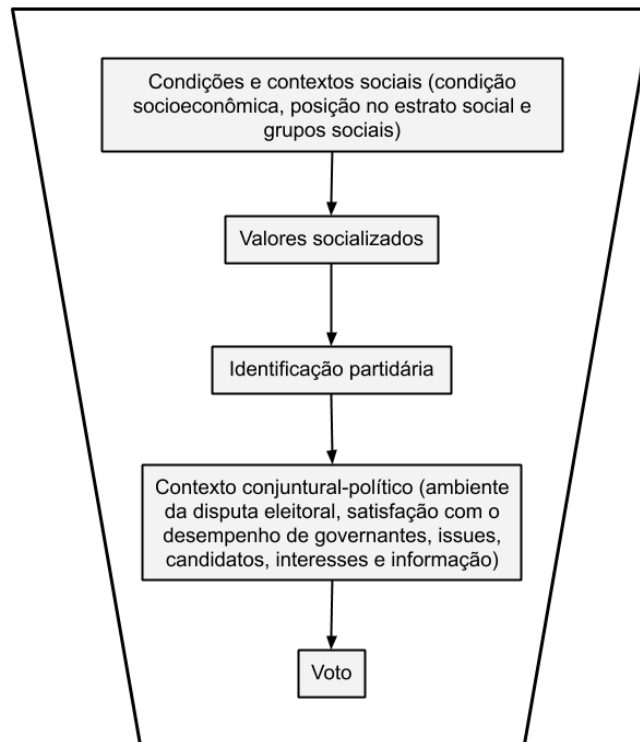 Condições e contextos sociais (condição
socioeconômica, posição no estrato social e
grupos sociais)
Valores socializados
Identificação partidária
Contexto conjuntural-político (ambiente
da disputa eleitoral, satisfação com o
desempenho de governantes, issues,
candidatos, interesses e informação)
Voto